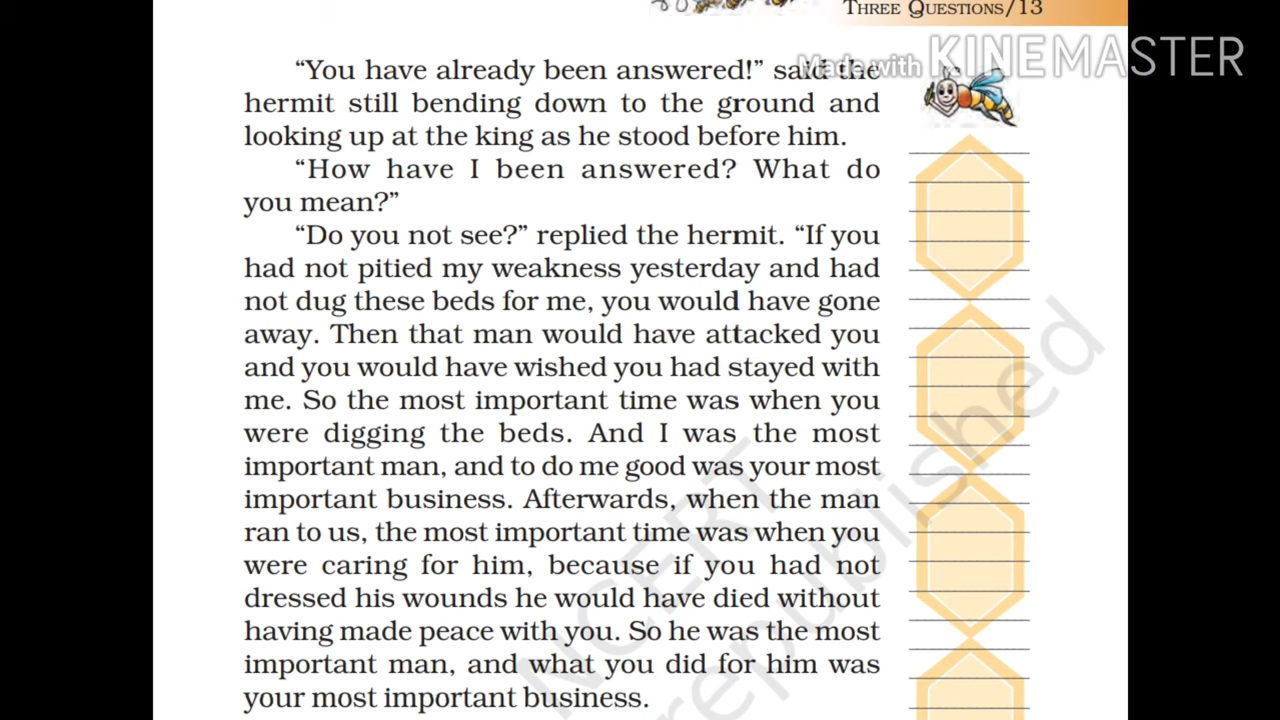 THREE QUESTIONS/13
Made with KINEMASTER
“You have already been answered!” said the
hermit still bending down to the ground and
looking up at the king as he stood before him.
“How have I been answered? What do
you mean?”
“Do you not see?” replied the hermit. “If you
had not pitied my weakness yesterday and had
not dug these beds for me, you would have gone
away. Then that man would have attacked you
and you would have wished you had stayed with
me. So the most important time was when you
were digging the beds. And I was the most
important man, and to do me good was your most
important business. Afterwards, when the man
ran to us, the most important time was when you
were caring for him, because if you had not
dressed his wounds he would have died without
having made peace with you. So he was the most
important man, and what you did for him was
your most important business.
NCERT
republished